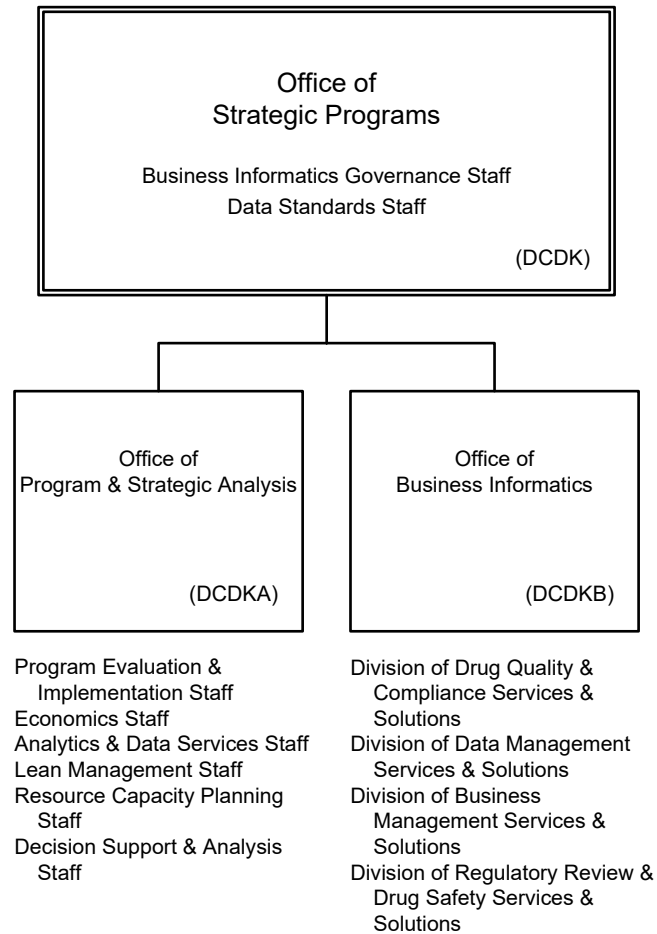 Office of
Strategic Programs
Business Informatics Governance Staff
Data Standards Staff
(DCDK)
Office of
Program & Strategic Analysis
(DCDKA)
Program Evaluation &
Implementation Staff
Economics Staff
Analytics & Data Services Staff
Lean Management Staff
Resource Capacity Planning
Staff
Decision Support & Analysis
Staff
Office of
Business Informatics
(DCDKB)
Division of Drug Quality &
Compliance Services &
Solutions
Division of Data Management
Services & Solutions
Division of Business
Management Services &
Solutions
Division of Regulatory Review &
Drug Safety Services &
Solutions